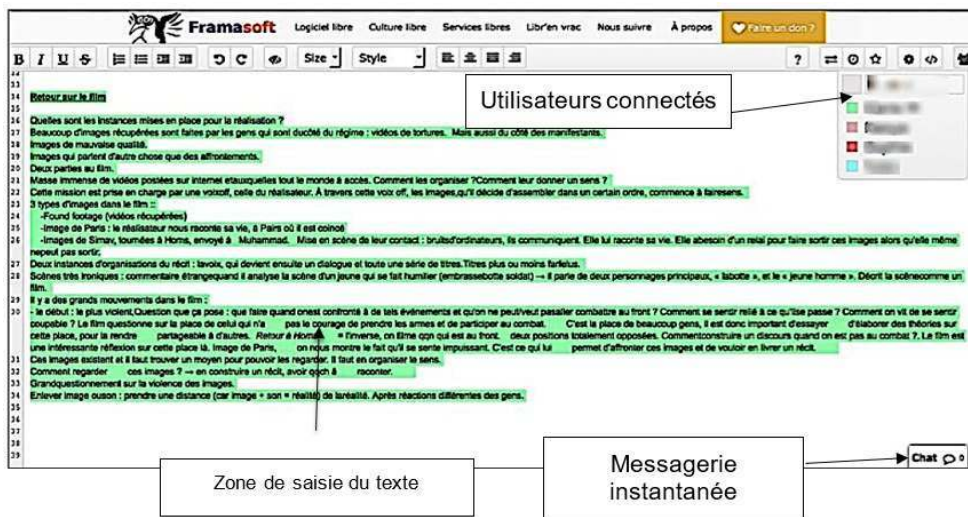 Framasoft Logiciel libre Culture libre Services libres Libr'en vrac Nous suivre À propos Faire un don ?
B I U S Size Style ?
Utilisateurs connectés
Retour sur le film
Quelles sont les instances mises en place pour la réalisation ?
Beaucoup d'images récupérées sont faites par les gens qui sont ducôté du régime : vidéos de tortures. Mais aussi du côté des manifestants.
Images de mauvaise qualité.
Images qui parlent d'autre chose que des affrontements.
Deux parties au film.
Masse immense de vidéos postées sur internet etauxquelles tout le monde à accès. Comment les organiser ?Comment leur donner un sens ?
Cette mission est prise en charge par une voixoff, celle du réalisateur. À travers cette voix off, les images,qu'il décide d'assembler dans un certain ordre, commence à fairesens.
3 types d'images dans le film ::
-Found footage (vidéos récupérées)
-Image de Paris : le réalisateur nous raconte sa vie, à Pairs où il est coincé
-Images de Simav, tournées à Homs, envoyé à Muhammad. Mise en scène de leur contact : bruitsd'ordinateurs, ils communiquent. Elle lui raconte sa vie. Elle abesoin d'un relai pour faire sortir ces images alors qu'elle même
nepeut pas sortir.
Deux instances d'organisations du récit : lavoix, qui devient ensuite un dialogue et toute une série de titres.Titres plus ou moins farfelus.
Scènes très ironiques : commentaire étrangequand il analyse la scène d'un jeune qui se fait humilier (embrassebotte soldat) → il parle de deux personnages principaux, « labotte », et le « jeune homme ». Décrit la scènecomme un
film.
Il y a des grands mouvements dans le film :
- le début : le plus violent.Question que ça pose : que faire quand onest confronté à de tels événements et qu'on ne peut/veut pasaller combattre au front ? Comment se sentir relié à ce qu'ilse passe ? Comment on vit de se sentir
coupable ? Le film questionne sur la place de celui qui n'a pas le courage de prendre les armes et de participer au combat. C'est la place de beaucoup gens, il est donc important d'essayer d'élaborer des théories sur
cette place, pour la rendre partageable à d'autres. Retour à Homs = l'inverse, on filme qqn qui est au front. deux positions totalement opposées. Commentconstruire un discours quand on est pas au combat ?. Le film est
une intéressante réflexion sur cette place là. Image de Paris, on nous montre le fait qu'il se sente impuissant. C'est ce qui lui permet d'affronter ces images et de vouloir en livrer un récit.
Ces images existent et il faut trouver un moyen pour pouvoir les regarder. Il faut en organiser le sens.
Comment regarder ces images ? → en construire un récit, avoir qqch à raconter.
Grandquestionnement sur la violence des images.
Enlever image ouson : prendre une distance (car image + son = réalité) de laréalité. Après réactions différentes des gens.
Chat 0
Zone de saisie du texte
Messagerie
instantanée